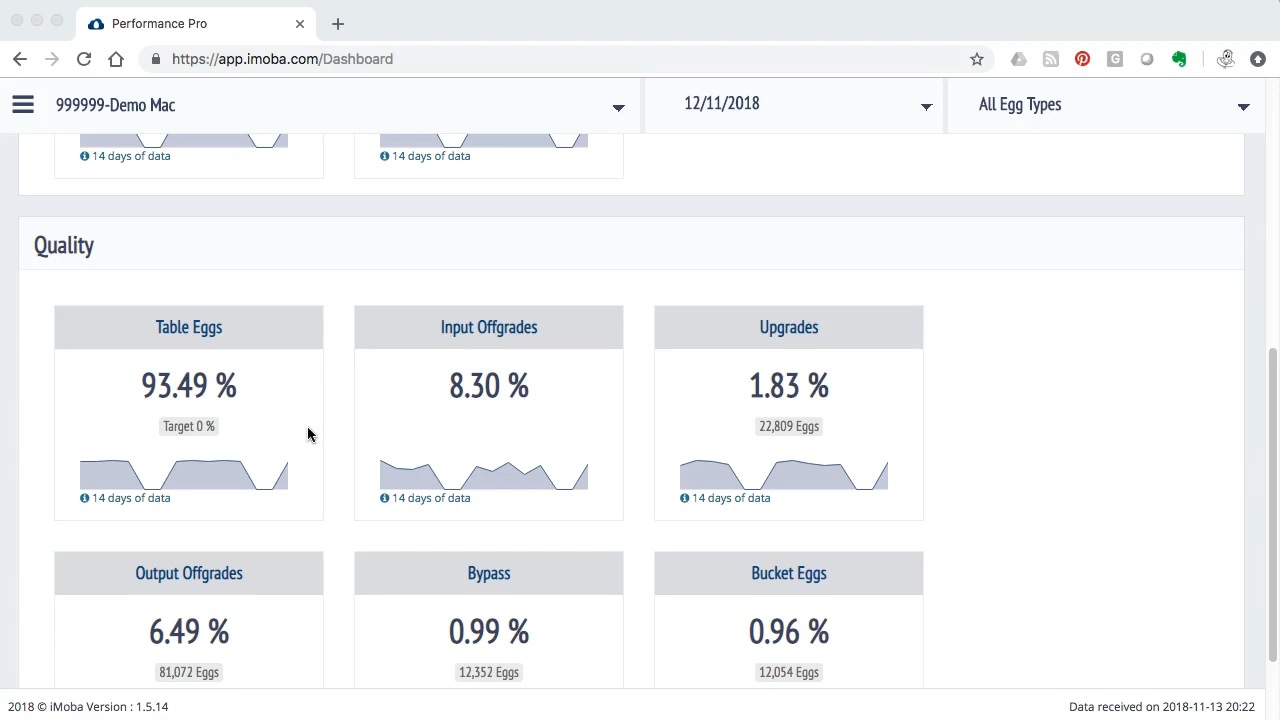 Performance Pro
https://app.imoba.com/Dashboard
G
999999-Demo Mac
12/11/2018
All Egg Types
14 days of data
14 days of data
Quality
Table Eggs
Input Offgrades
Upgrades
93.49 %
8.30 %
1.83 %
Target 0 %
22,809 Eggs
14 days of data
14 days of data
14 days of data
Output Offgrades
Bypass
Bucket Eggs
6.49 %
0.99 %
0.96 %
81,072 Eggs
12,352 Eggs
12,054 Eggs
2018 © iMoba Version : 1.5.14
Data received on 2018-11-13 20:22